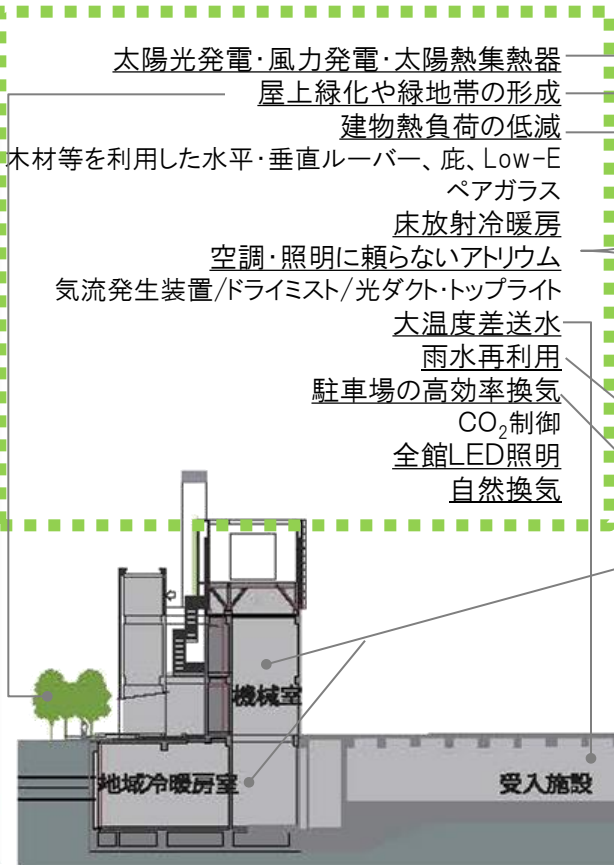 太陽光発電・風力発電・太陽熱集熱器
屋上緑化や緑地帯の形成
建物熱負荷の低減
木材等を利用した水平・垂直ルーバー、庇、Low-E
ペアガラス
床放射冷暖房
空調・照明に頼らないアトリウム
気流発生装置/ドライミスト/光ダクト・トップライト
大温度差送水
雨水再利用
駐車場の高効率換気
CO₂制御
全館LED照明
自然換気
機械室
地域冷暖房室
受入施設